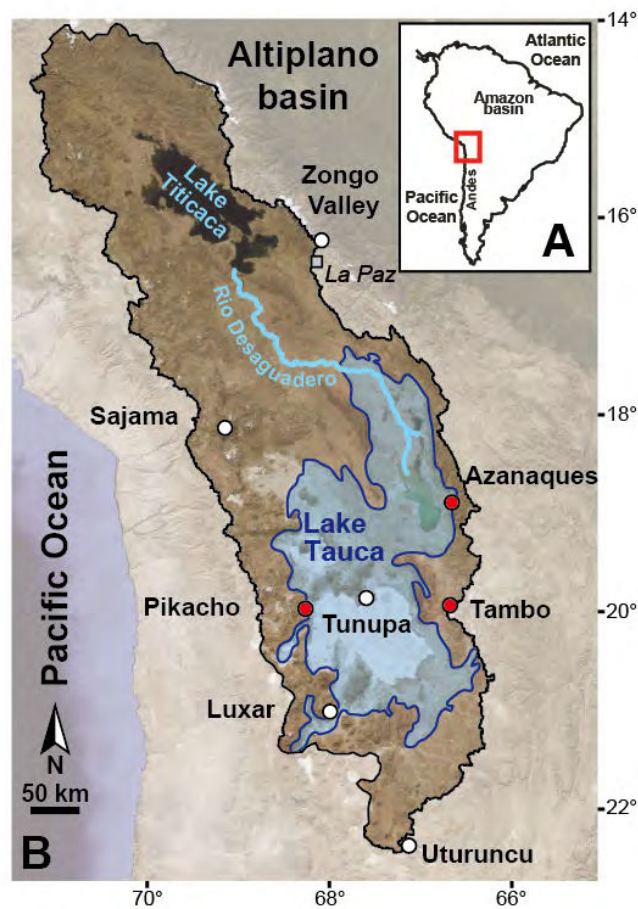 14°
Altiplano
basin
Atlantic
Ocean
Amazon
basin
Andes
Pacific
Ocean
A
Lake
Titicaca
Zongo
Valley
16°
La Paz
Rio Desaguadero
18°
Sajama
Azanaques
Lake
Tauca
Pacific Ocean
Pikacho
Tunupa
Tambo
20°
Luxar
N
50 km
22°
B
Uturuncu
70°
68°
66°